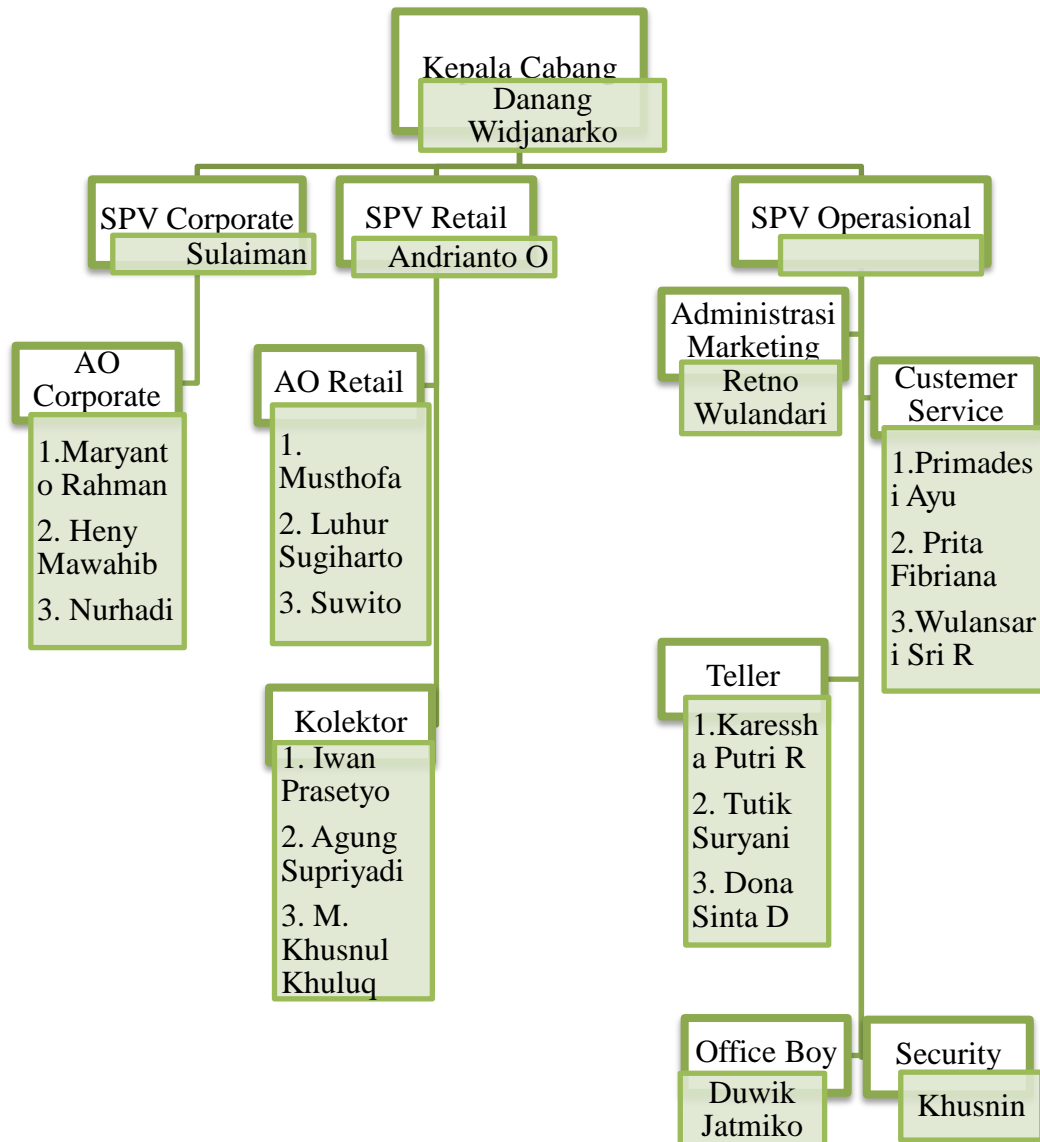 Kepala Cabang
Danang
Widjanarko
SPV Corporate
Sulaiman
SPV Retail
Andrianto O
SPV Operasional
AO
Corporate
1.Maryant
o Rahman
2. Heny
Mawahib
3. Nurhadi
AO Retail
1.
Musthofa
2. Luhur
Sugiharto
3. Suwito
Kolektor
1. Iwan
Prasetyo
2. Agung
Supriyadi
3. M.
Khusnul
Khuluq
Administrasi
Marketing
Retno
Wulandari
Custemer
Service
1.Primades
i Ayu
2. Prita
Fibriana
3.Wulansar
i Sri R
Teller
1.Karessh
a Putri R
2. Tutik
Suryani
3. Dona
Sinta D
Office Boy
Duwik
Jatmiko
Security
Khusnin